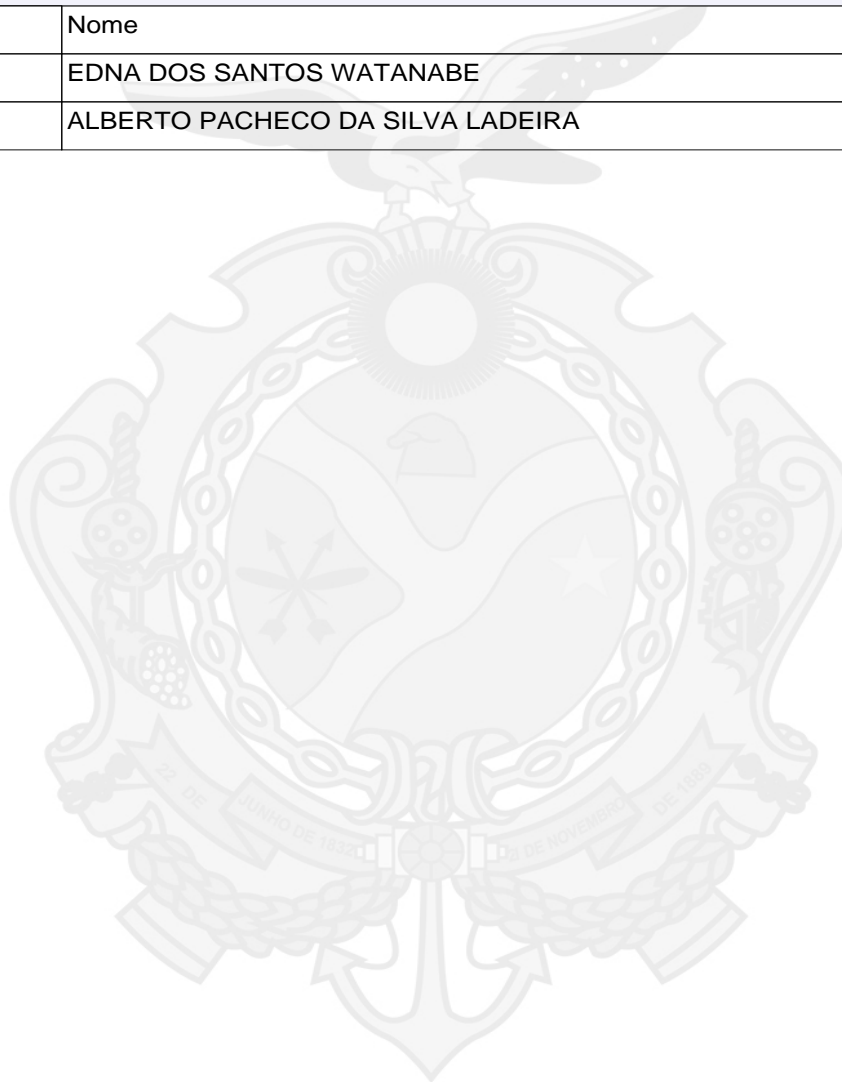 Nome
EDNA DOS SANTOS WATANABE
ALBERTO PACHECO DA SILVA LADEIRA
22 DE
JUNHO DE 1832
DE NOVEMBRO
DE 1889